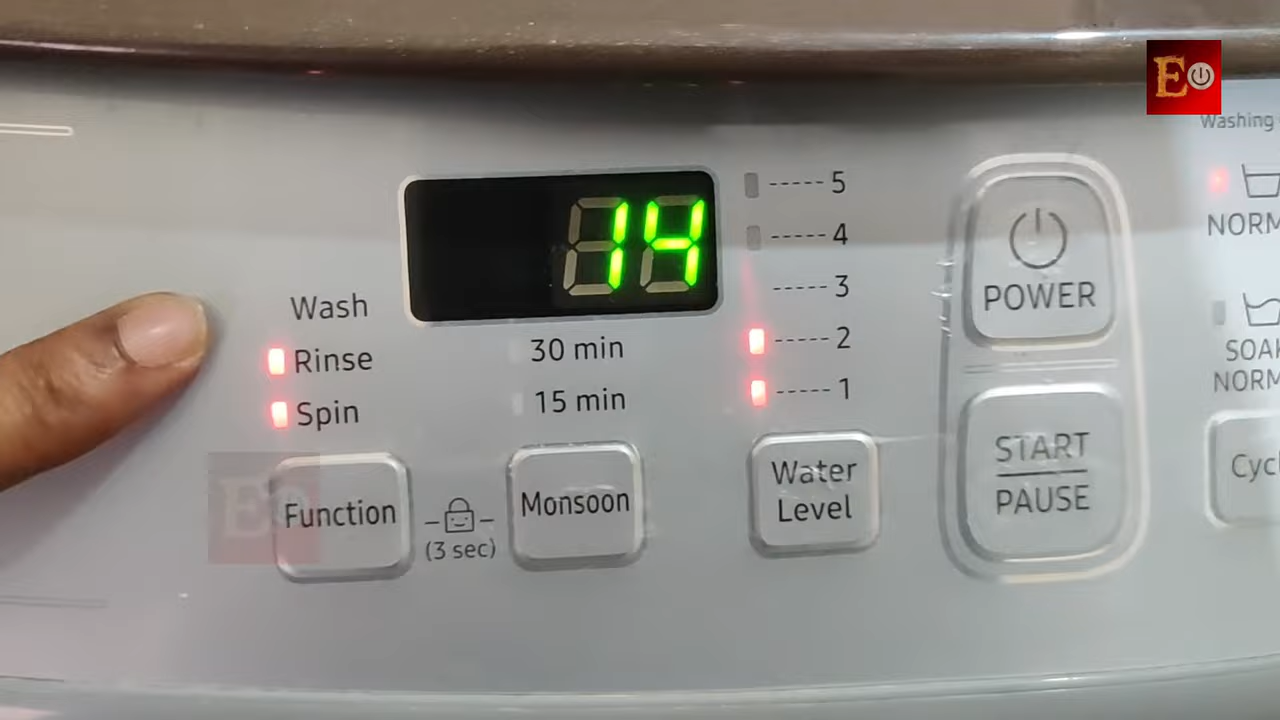 E
Washing
14
5
4
3
2
1
Wash
Rinse
Spin
30 min
15 min
POWER
NORM
SOAK
NORM
Function
(3 sec)
Monsoon
Water
Level
START
PAUSE
Cycl